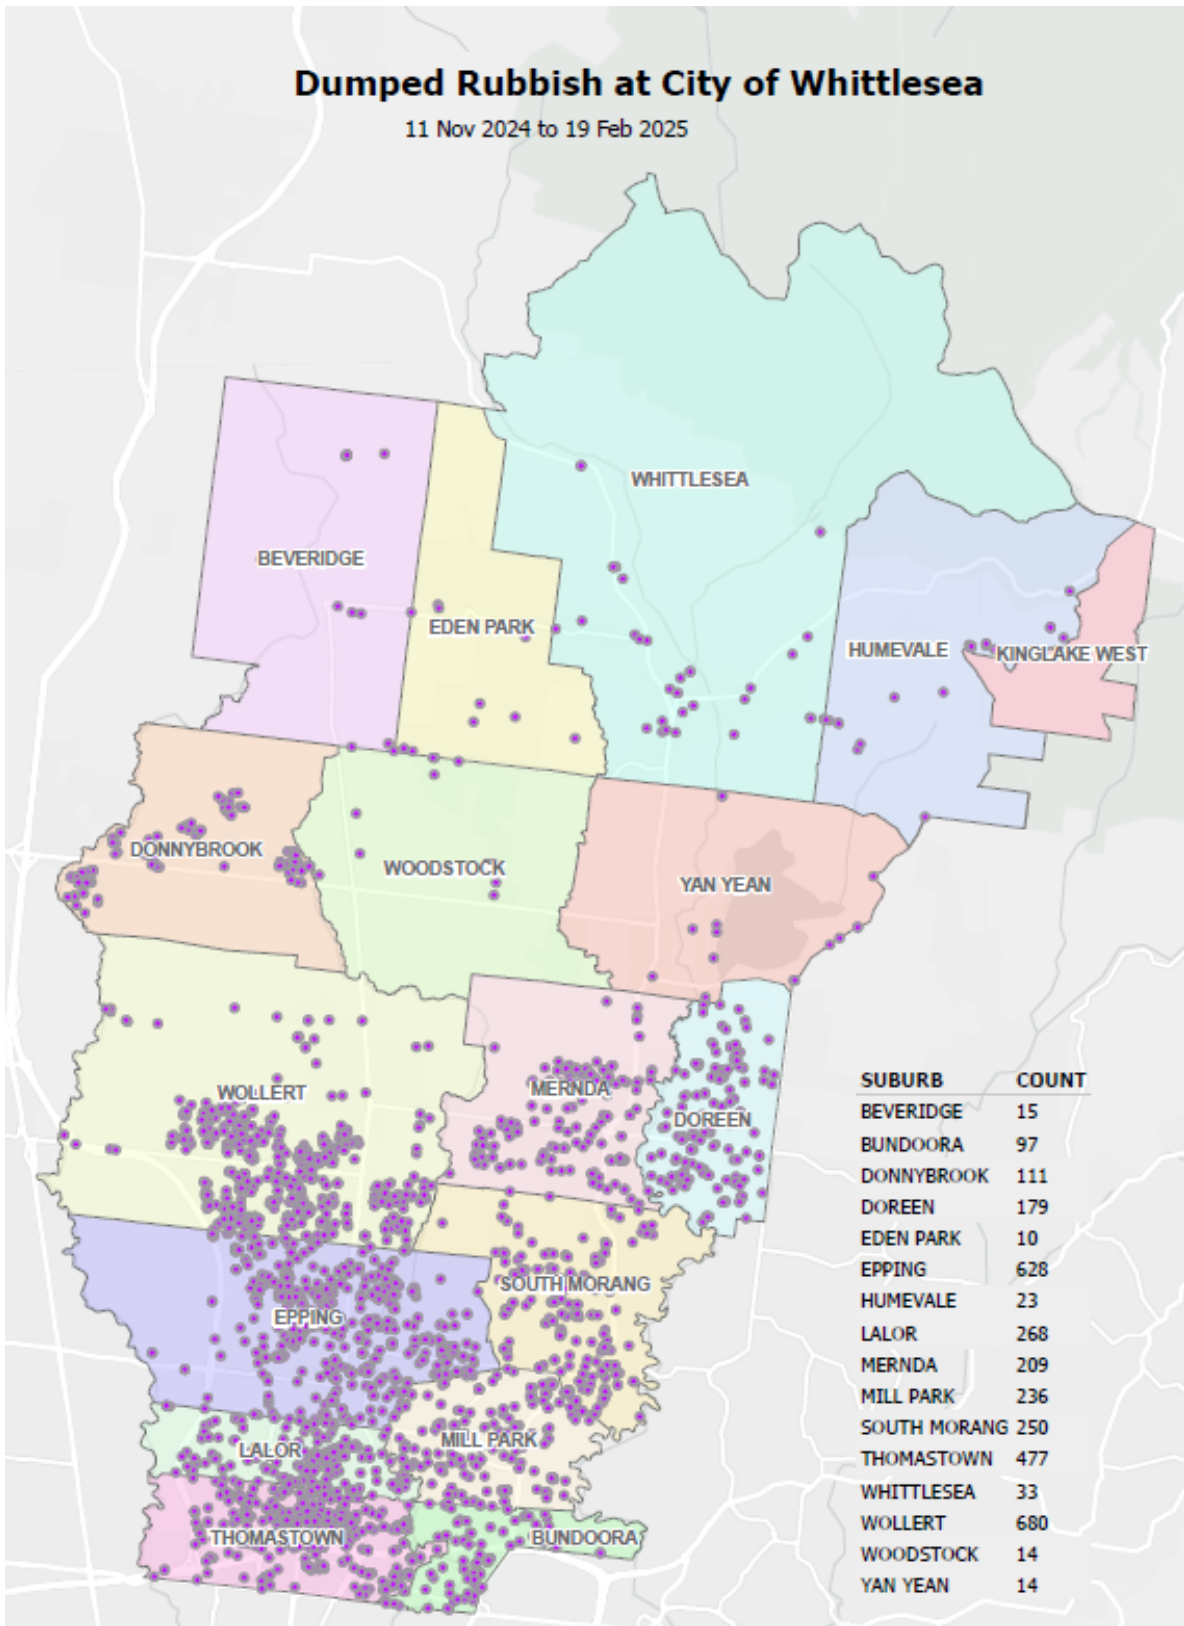 Dumped Rubbish at City of Whittlesea
11 Nov 2024 to 19 Feb 2025
WHITTLESEA
BEVERIDGE
EDEN PARK
HUMEVALE
KINGLAKE WEST
DONNYBROOK
WOODSTOCK
YAN YEAN
WOLLERT
MERNDA
DOREEN
SOUTH MORANG
EPPING
MILL PARK
LALOR
THOMASTOWN
BUNDOORA
SUBURB COUNT
BEVERIDGE 15
BUNDOORA 97
DONNYBROOK 111
DOREEN 179
EDEN PARK 10
EPPING 628
HUMEVALE 23
LALOR 268
MERNDA 209
MILL PARK 236
SOUTH MORANG 250
THOMASTOWN 477
WHITTLESEA 33
WOLLERT 680
WOODSTOCK 14
YAN YEAN 14